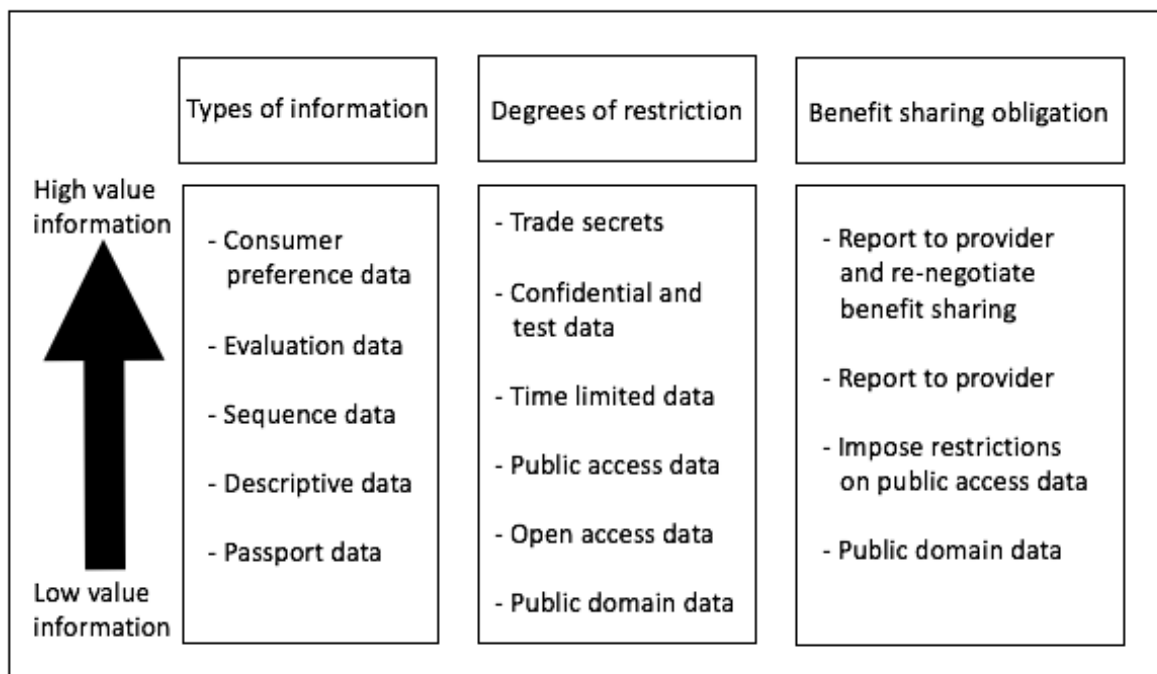 Types of information
Degrees of restriction
Benefit sharing obligation
High value
information
Low value
information
- Consumer
preference data
- Evaluation data
- Sequence data
- Descriptive data
- Passport data
- Trade secrets
- Confidential and
test data
- Time limited data
- Public access data
- Open access data
- Public domain data
- Report to provider
and re-negotiate
benefit sharing
- Report to provider
- Impose restrictions
on public access data
- Public domain data